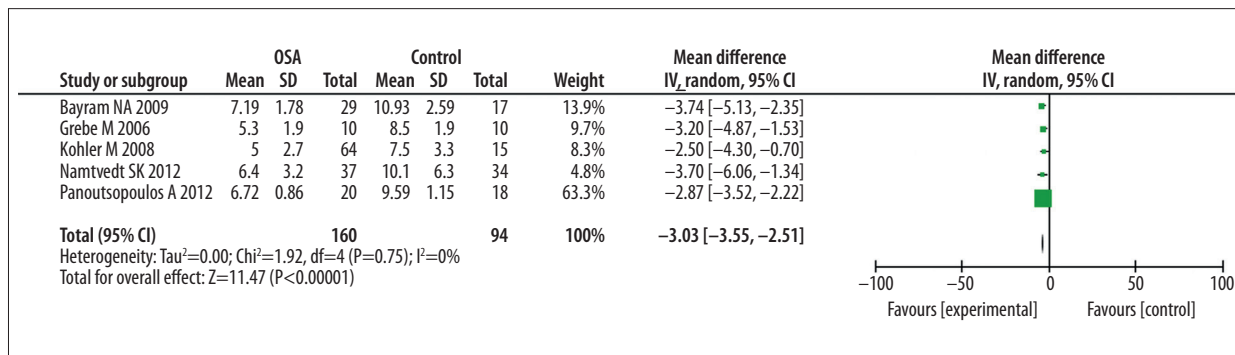 OSA Control Mean difference Mean difference
Study or subgroup Mean SD Total Mean SD Total Weight IV, random, 95% CI IV, random, 95% CI
Bayram NA 2009 7.19 1.78 29 10.93 2.59 17 13.9% −3.74 [−5.13, −2.35]
Grebe M 2006 5.3 1.9 10 8.5 1.9 10 9.7% −3.20 [−4.87, −1.53]
Kohler M 2008 5 2.7 64 7.5 3.3 15 8.3% −2.50 [−4.30, −0.70]
Namtvedt SK 2012 6.4 3.2 37 10.1 6.3 34 4.8% −3.70 [−6.06, −1.34]
Panoutsopoulos A 2012 6.72 0.86 20 9.59 1.15 18 63.3% −2.87 [−3.52, −2.22]
Total (95% CI) 160 94 100% −3.03 [−3.55, −2.51]
Heterogeneity: Tau²=0.00; Chi²=1.92, df=4 (P=0.75); I²=0%
Total for overall effect: Z=11.47 (P<0.00001)
−100 −50 0 50 100
Favours [experimental] Favours [control]